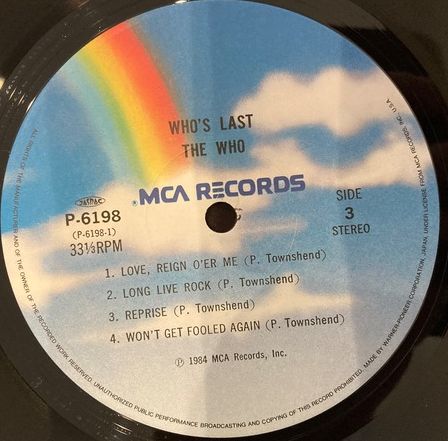 WHO'S LAST
THE WHO
JASRAC
MCA RECORDS
P-6198
(P-6198-1)
33⅓RPM
SIDE
3
STEREO
1. LOVE, REIGN O'ER ME (P. Townshend)
2. LONG LIVE ROCK (P. Townshend)
3. REPRISE (P. Townshend)
4. WON'T GET FOOLED AGAIN (P. Townshend)
Ⓟ 1984 MCA Records, Inc.
ALL RIGHTS OF THE MANUFACTURER AND OF THE OWNER OF THE RECORDED WORK RESERVED. UNAUTHORIZED PUBLIC PERFORMANCE BROADCASTING AND COPYING OF THIS RECORD PROHIBITED. MADE BY WARNER-PIONEER CORPORATION, JAPAN, UNDER LICENSE FROM MCA RECORDS, INC. U.S.A.